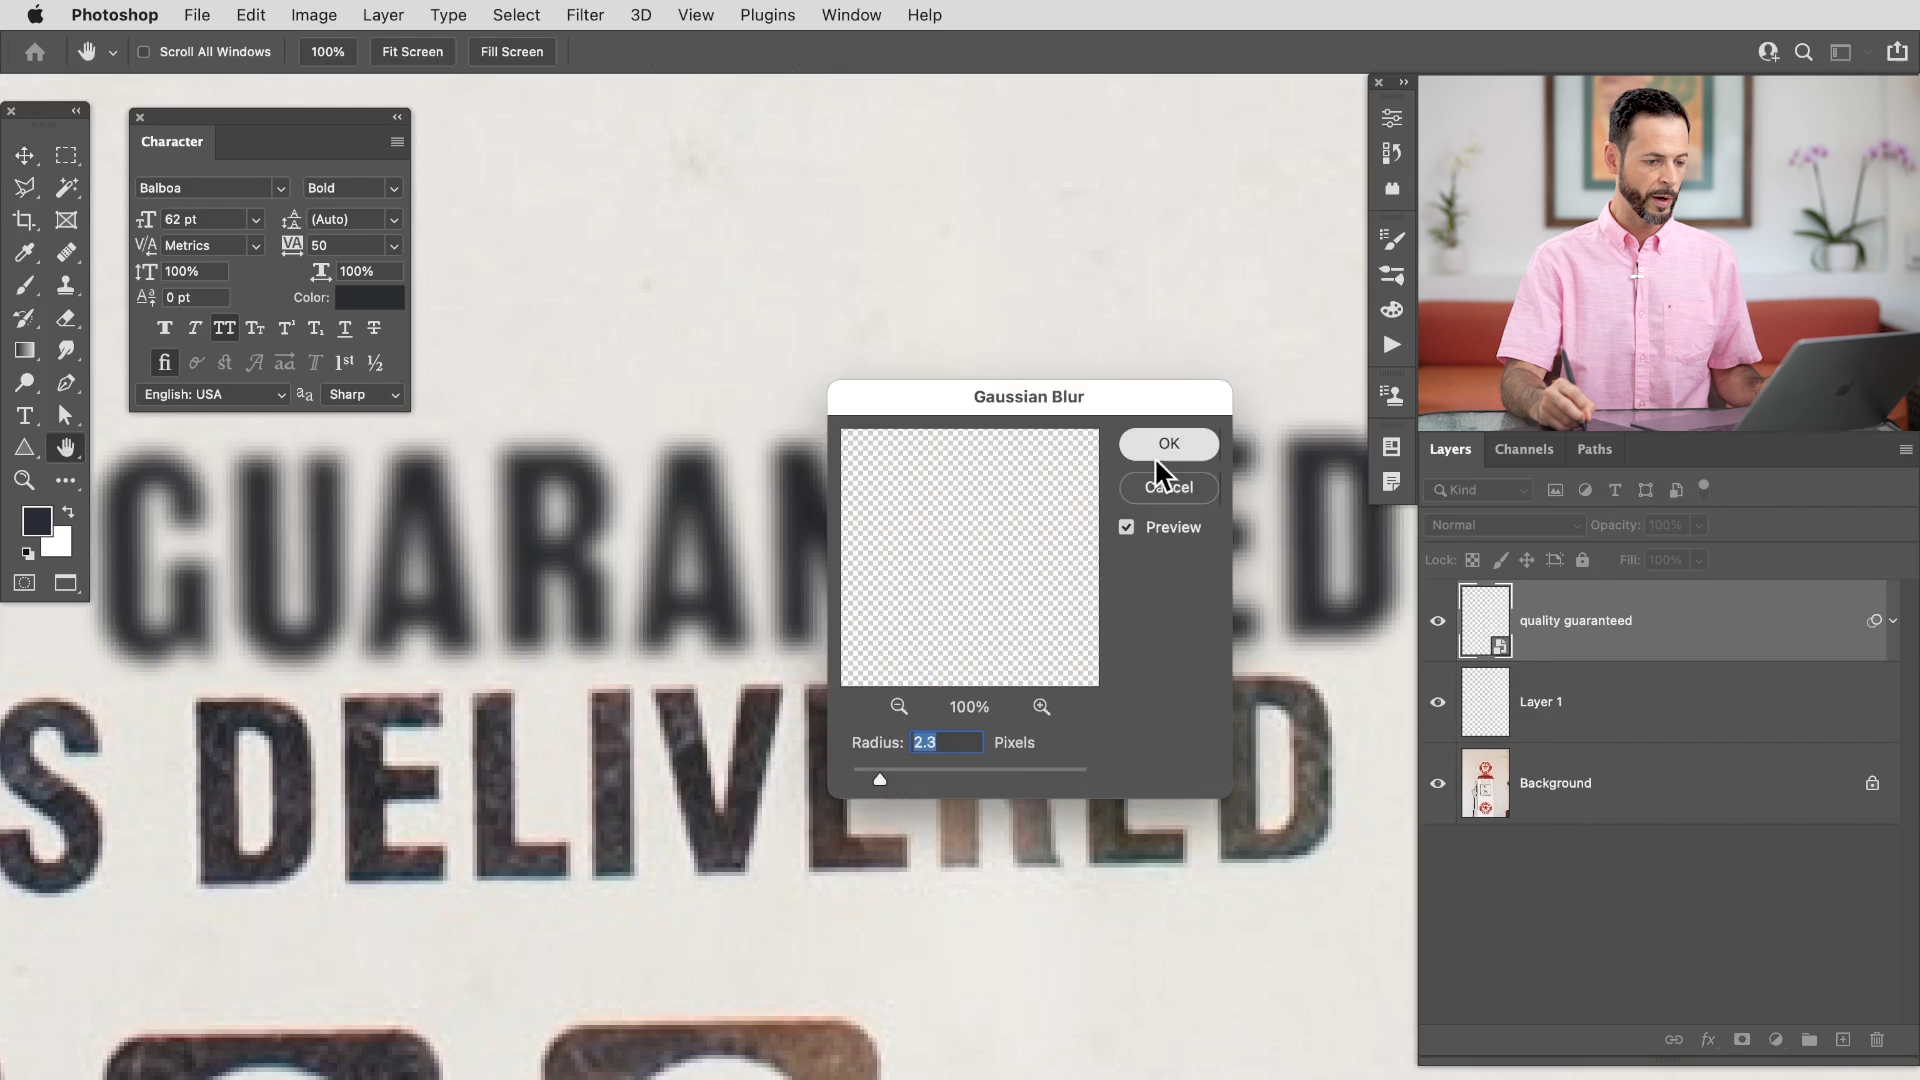 Photoshop File Edit Image Layer Type Select Filter 3D View Plugins Window Help
Scroll All Windows 100% Fit Screen Fill Screen
Character
Balboa Bold
62 pt (Auto)
Metrics 50
100% 100%
0 pt Color:
English: USA Sharp
GUARAN ED
S DELIVERED
Gaussian Blur
OK
Cancel
Preview
100%
Radius: 2.3 Pixels
Layers Channels Paths
Kind
Normal Opacity: 100%
Lock: Fill: 100%
quality guaranteed
Layer 1
Background